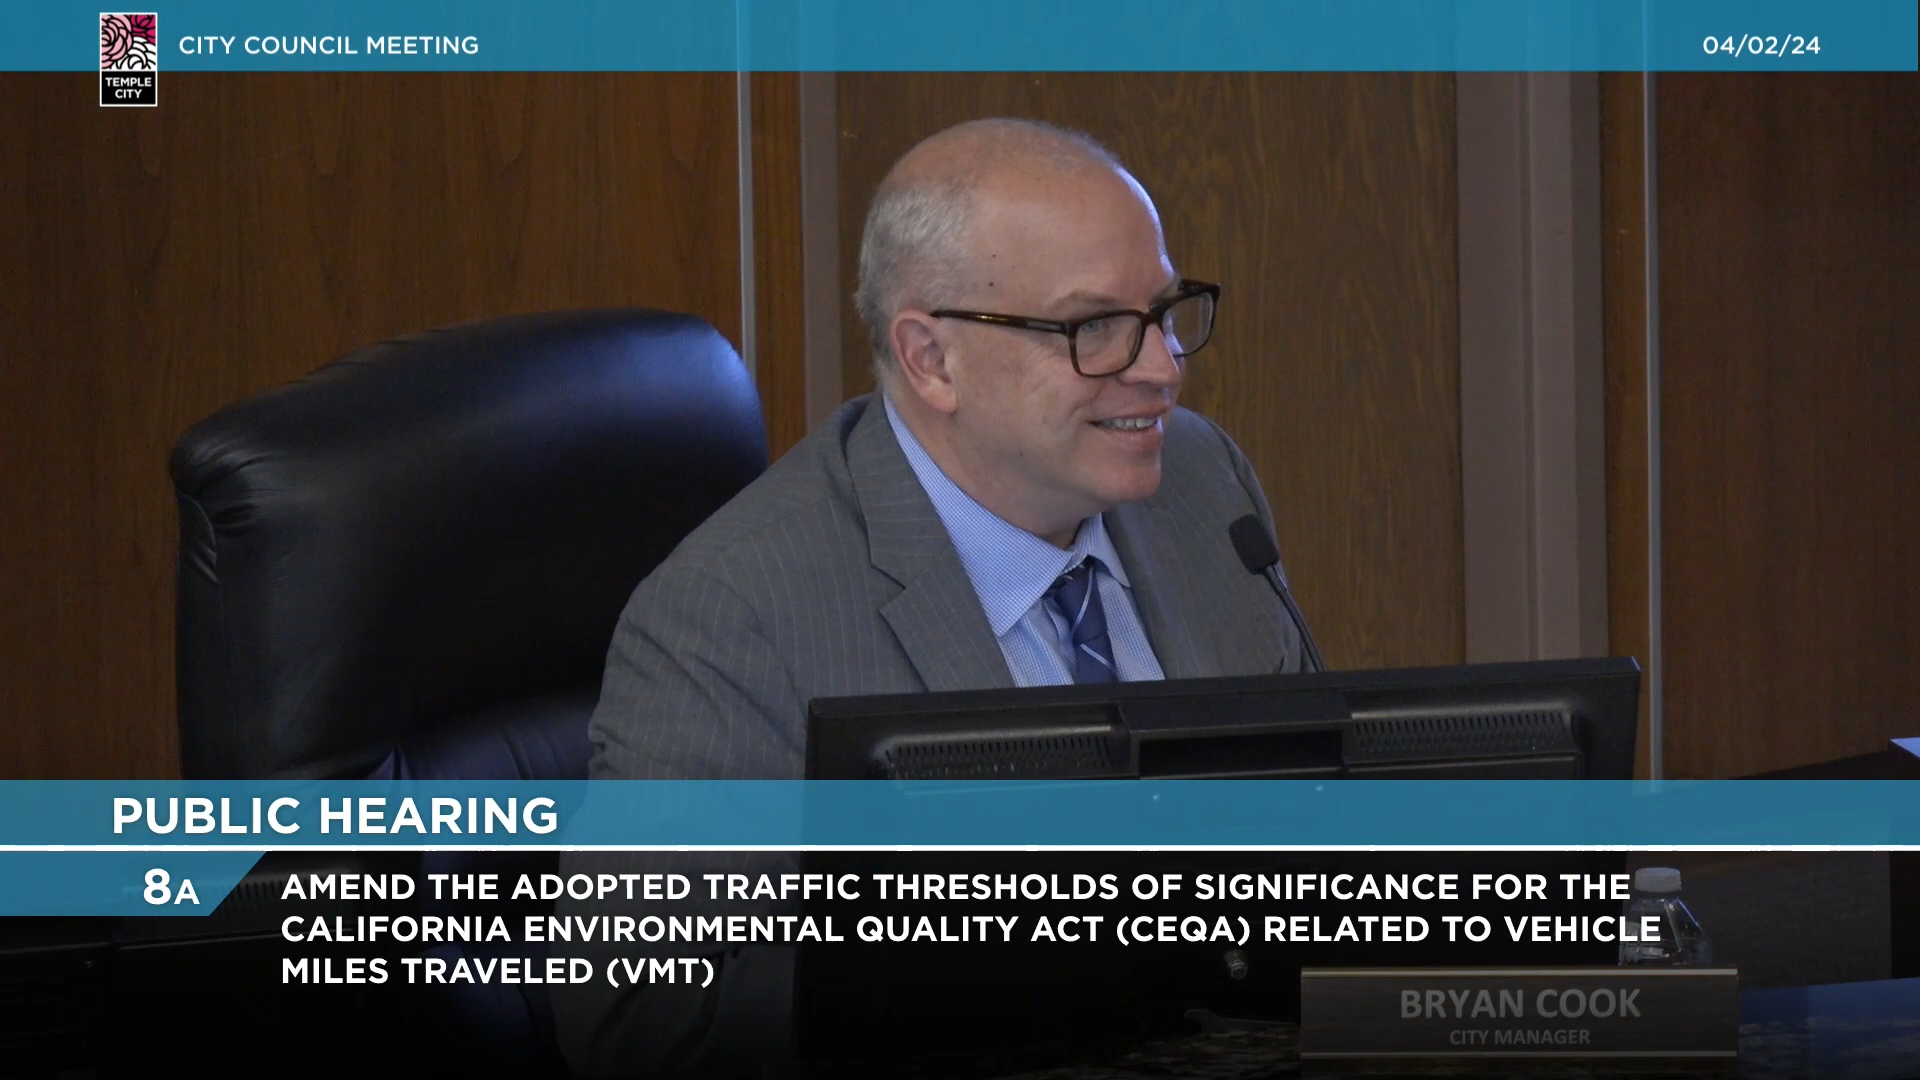 CITY COUNCIL MEETING
04/02/24
TEMPLE
CITY
PUBLIC HEARING
8A
AMEND THE ADOPTED TRAFFIC THRESHOLDS OF SIGNIFICANCE FOR THE
CALIFORNIA ENVIRONMENTAL QUALITY ACT (CEQA) RELATED TO VEHICLE
MILES TRAVELED (VMT)
BRYAN COOK
CITY MANAGER